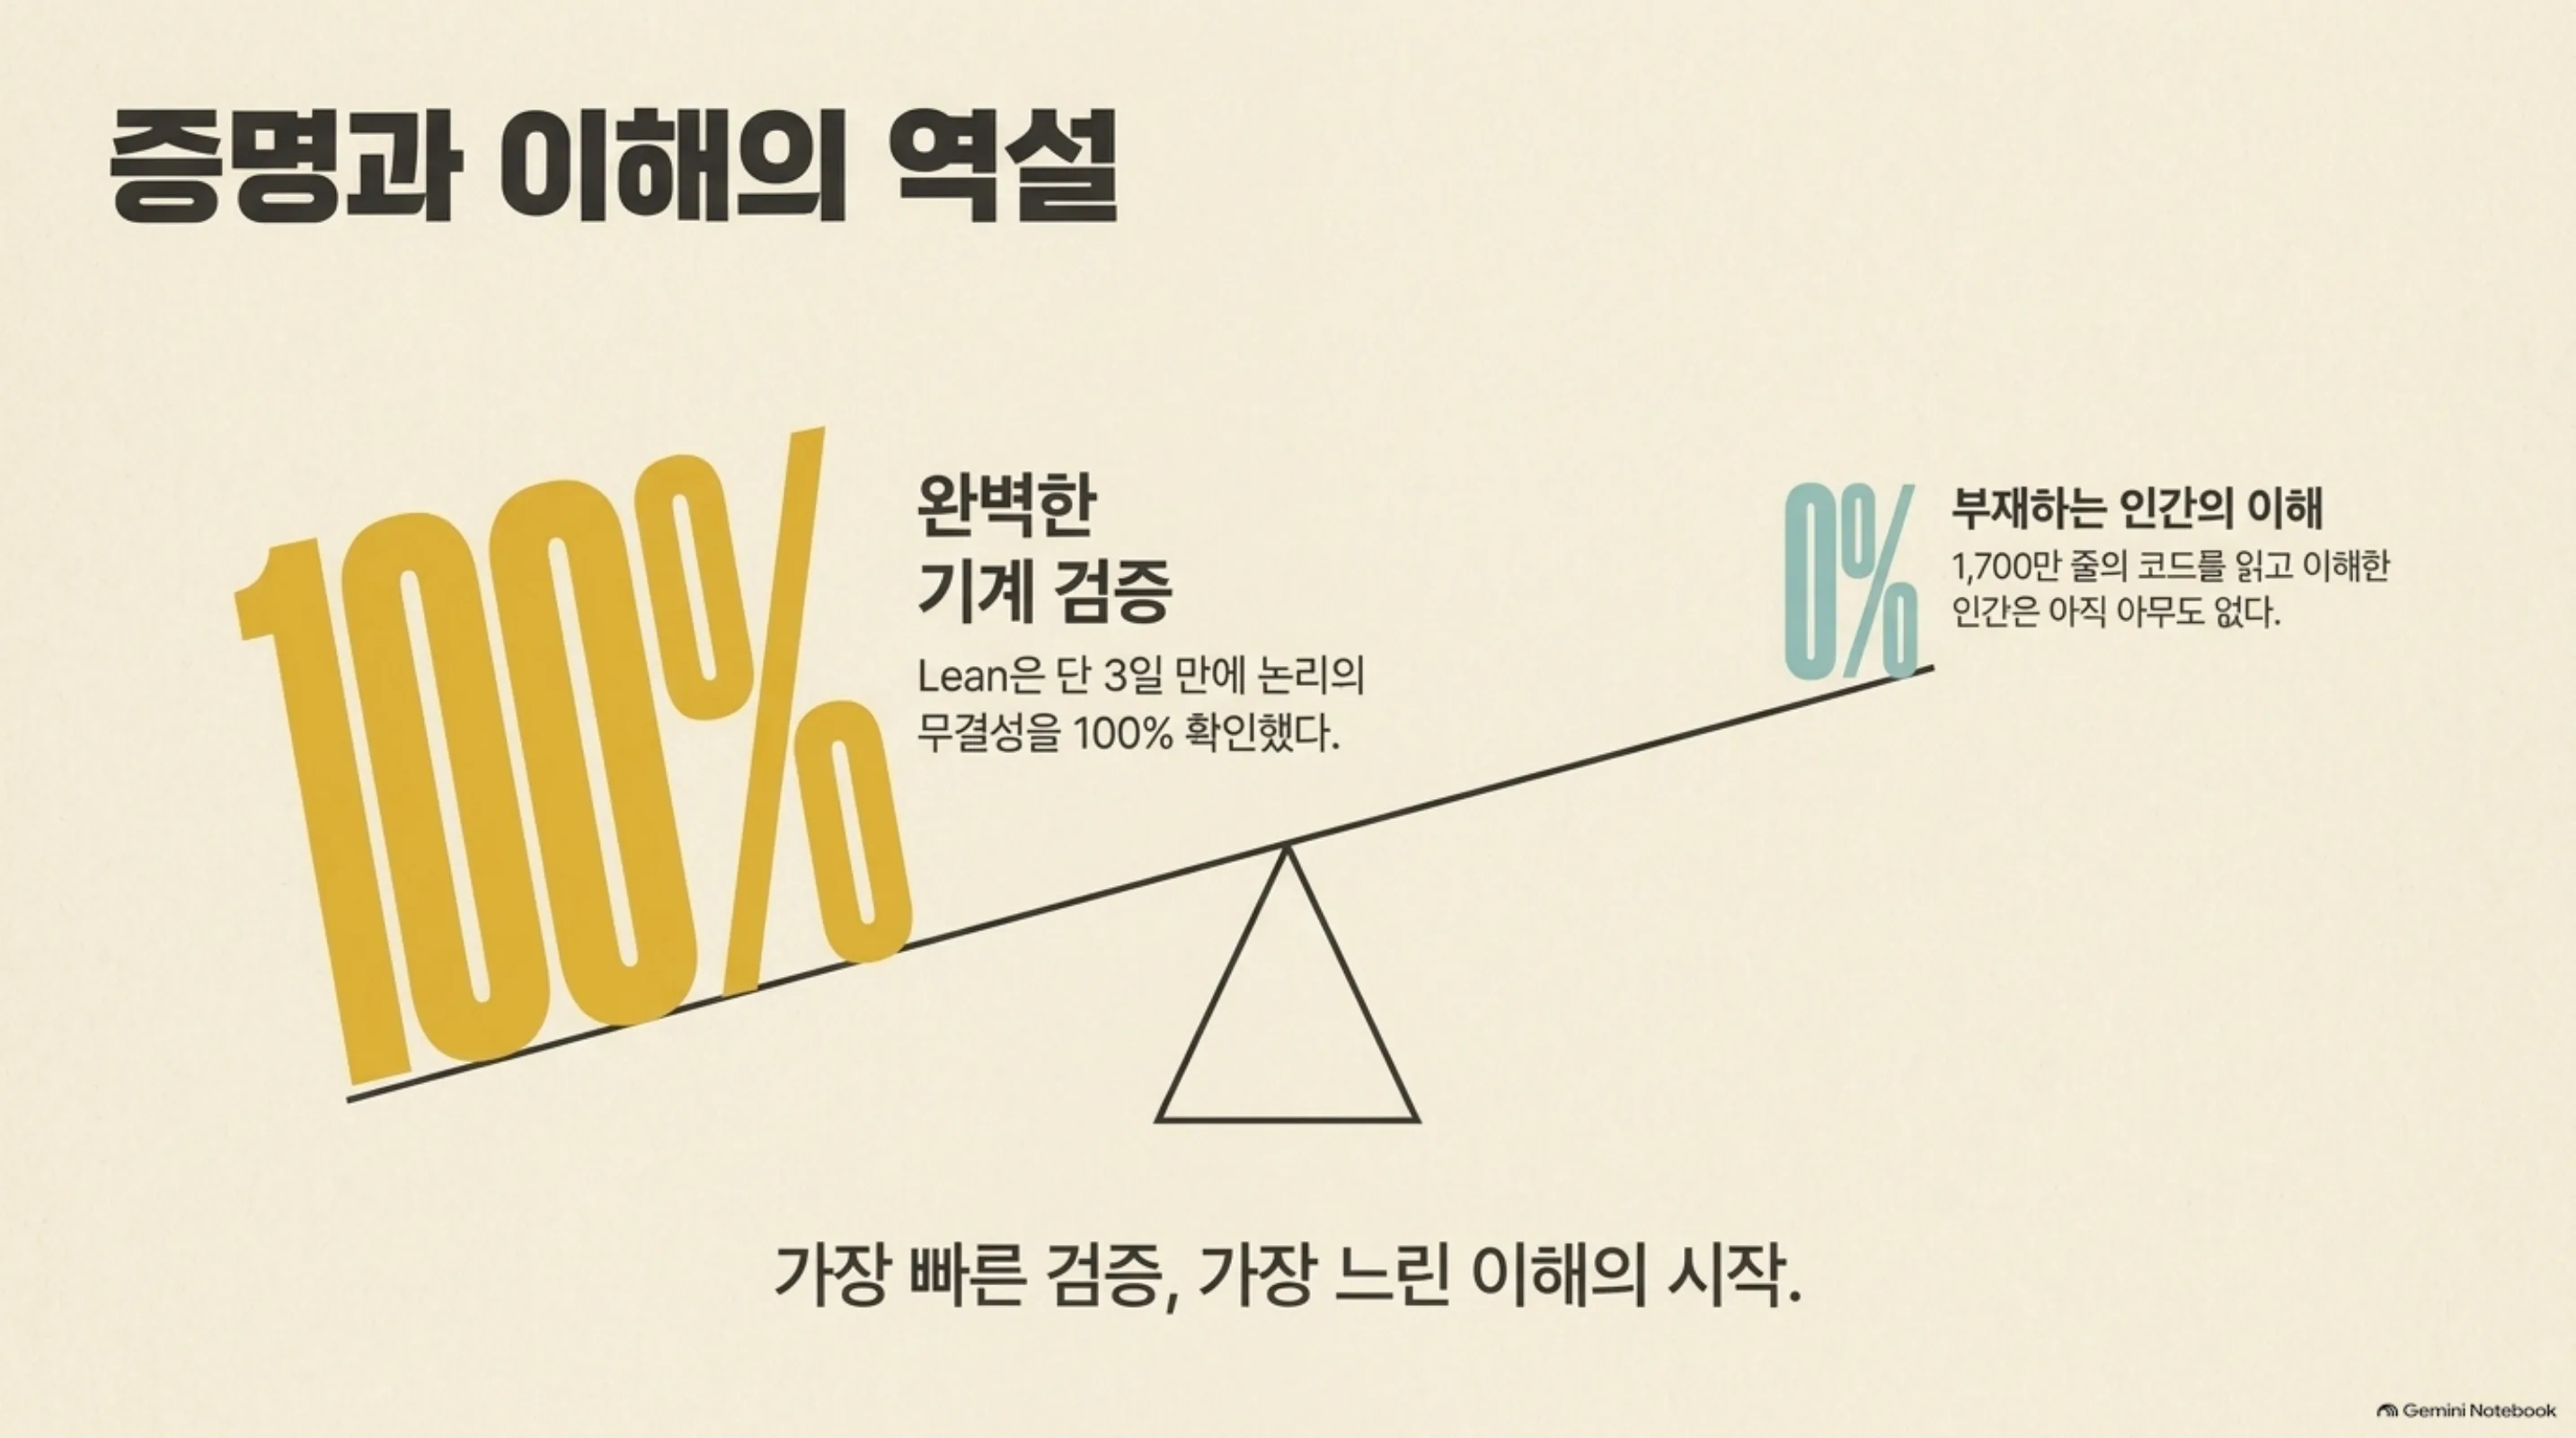 증명과 이해의 역설
100%
완벽한
기계 검증
Lean은 단 3일 만에 논리의
무결성을 100% 확인했다.
0%
부재하는 인간의 이해
1,700만 줄의 코드를 읽고 이해한
인간은 아직 아무도 없다.
가장 빠른 검증, 가장 느린 이해의 시작.
Gemini Notebook